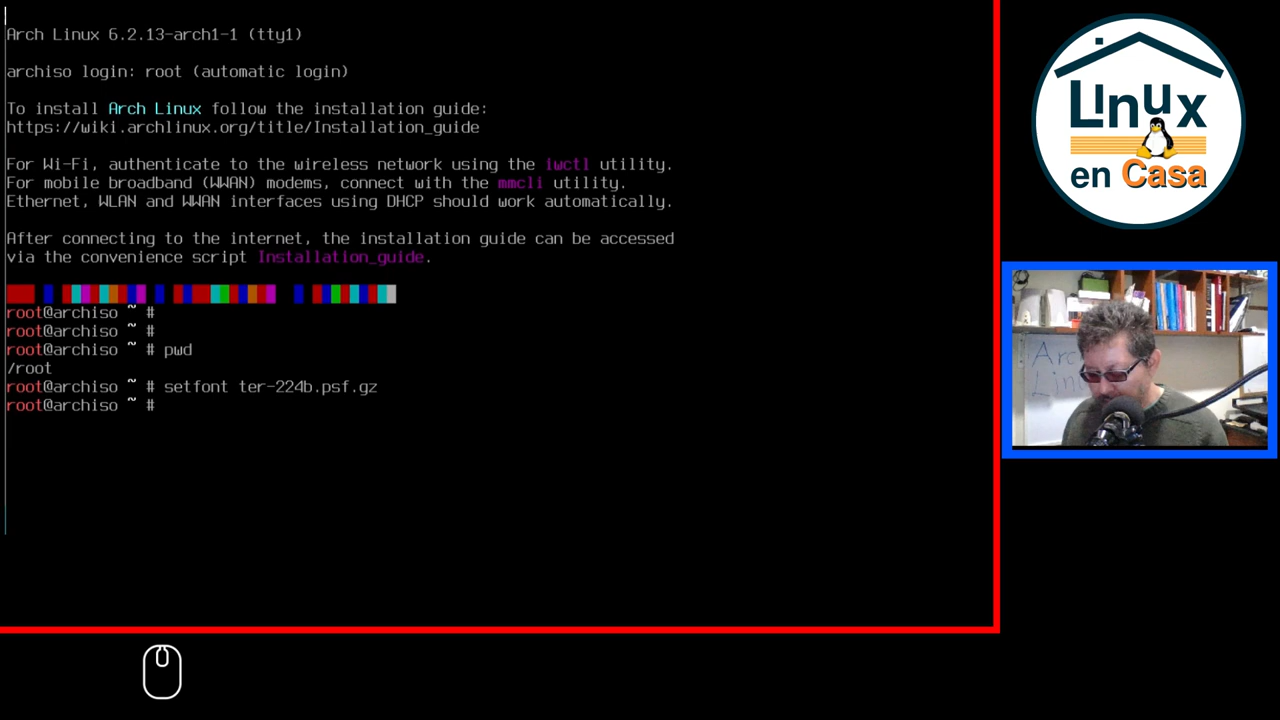 Arch Linux 6.2.13-arch1-1 (tty1)
archiso login: root (automatic login)
To install Arch Linux follow the installation guide:
https://wiki.archlinux.org/title/Installation_guide
For Wi-Fi, authenticate to the wireless network using the iwctl utility.
For mobile broadband (WWAN) modems, connect with the mmcli utility.
Ethernet, WLAN and WWAN interfaces using DHCP should work automatically.
After connecting to the internet, the installation guide can be accessed
via the convenience script Installation_guide.
root@archiso ~ #
root@archiso ~ #
root@archiso ~ # pwd
/root
root@archiso ~ # setfont ter-224b.psf.gz
root@archiso ~ #
LInux
en Casa
Arc
Lin